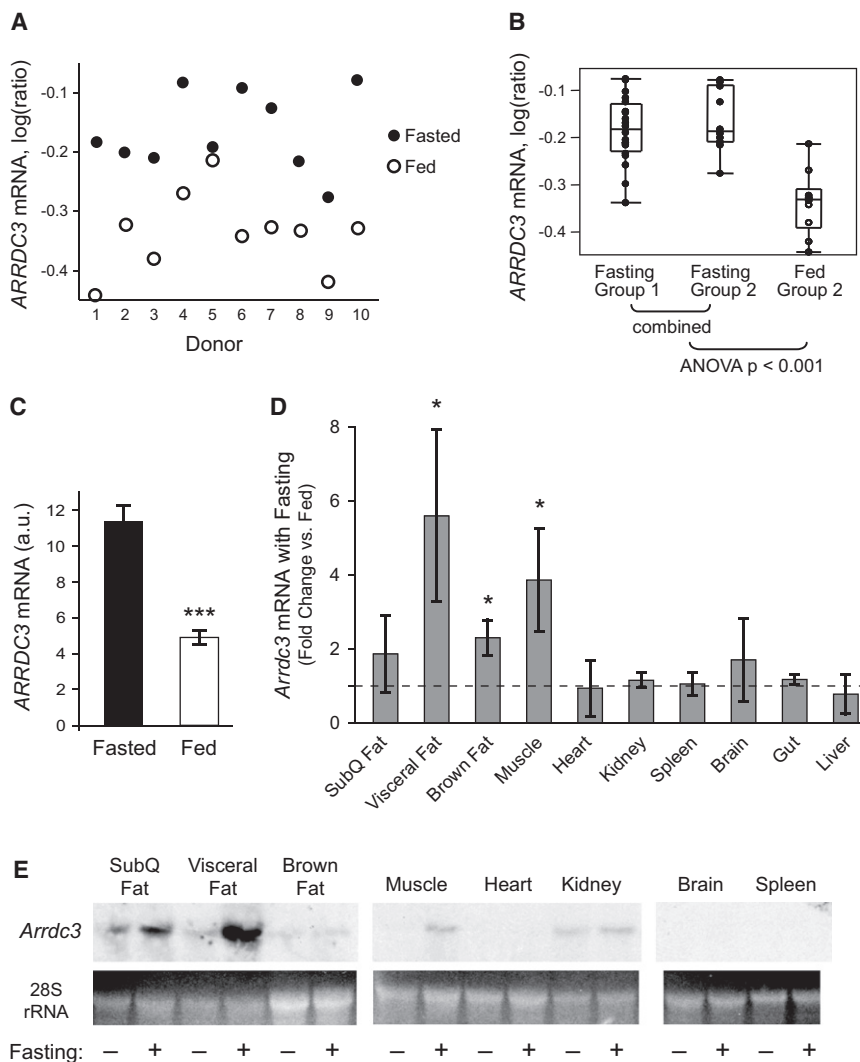 A
ARRDC3 mRNA, log(ratio)
-0.1
-0.2
-0.3
-0.4
1 2 3 4 5 6 7 8 9 10
Donor
Fasted
Fed
B
ARRDC3 mRNA, log(ratio)
-0.1
-0.2
-0.3
-0.4
Fasting Fasting Fed
Group 1 Group 2 Group 2
combined
ANOVA p < 0.001
C
ARRDC3 mRNA (a.u.)
12
10
8
6
4
2
0
***
Fasted Fed
D
Arrdc3 mRNA with Fasting
(Fold Change vs. Fed)
8
6
4
2
0
* * * 
SubQ Fat
Visceral Fat
Brown Fat
Muscle
Heart
Kidney
Spleen
Brain
Gut
Liver
E
SubQ Visceral Brown
Fat Fat Fat
Muscle Heart Kidney
Brain Spleen
Arrdc3
28S
rRNA
Fasting: – + – + – + – + – + – + – + – +